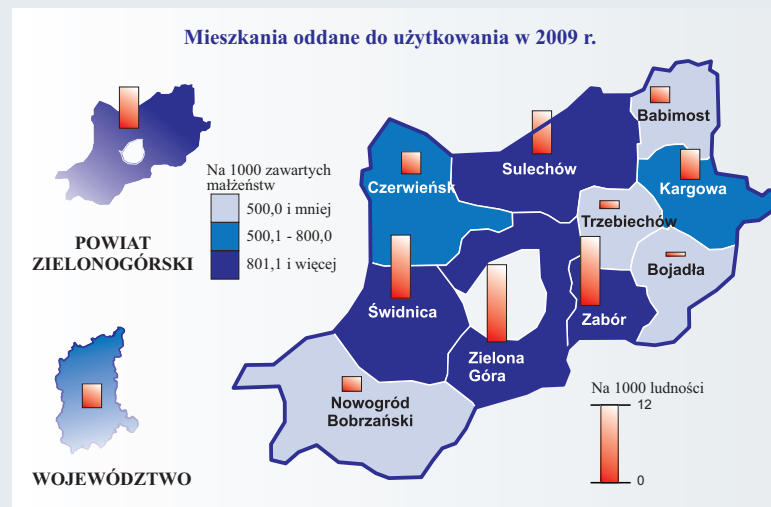 Mieszkania oddane do użytkowania w 2009 r.
Babimost
Sulechów
Na 1000 zawartych
małżeństw
Czerwieńsk
Kargowa
500,0 i mniej
Trzebiechów
500,1 - 800,0
POWIAT
ZIELONOGÓRSKI
801,1 i więcej
Bojadła
Świdnica
Zabór
Zielona
Góra
Na 1000 ludności
Nowogród
Bobrzański
12
WOJEWÓDZTWO
0